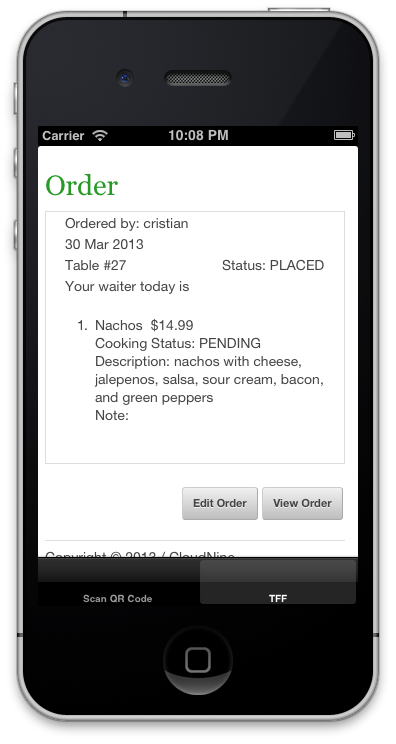 Carrier 10:08 PM
Order
Ordered by: cristian
30 Mar 2013
Table #27 Status: PLACED
Your waiter today is
1. Nachos $14.99
Cooking Status: PENDING
Description: nachos with cheese,
jalepenos, salsa, sour cream, bacon,
and green peppers
Note:
Edit Order View Order
Copyright © 2013 / CloudNine
Scan QR Code TFF